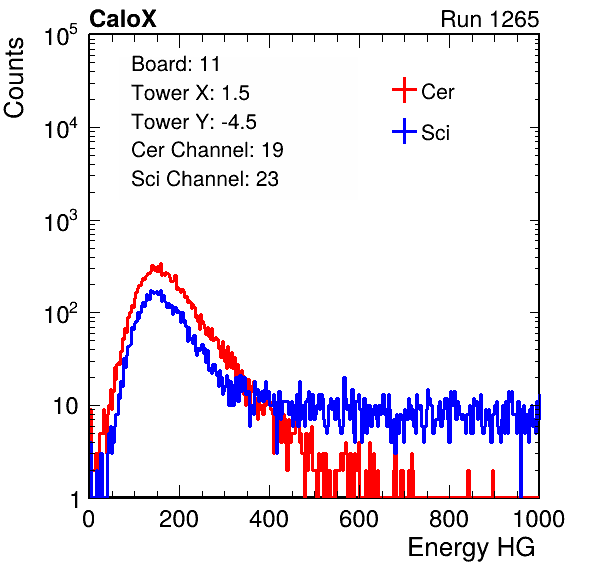 CaloX Run 1265
Counts
Board: 11
Tower X: 1.5
Tower Y: -4.5
Cer Channel: 19
Sci Channel: 23
Cer
Sci
10^5
10^4
10^3
10^2
10
1
0 200 400 600 800 1000
Energy HG